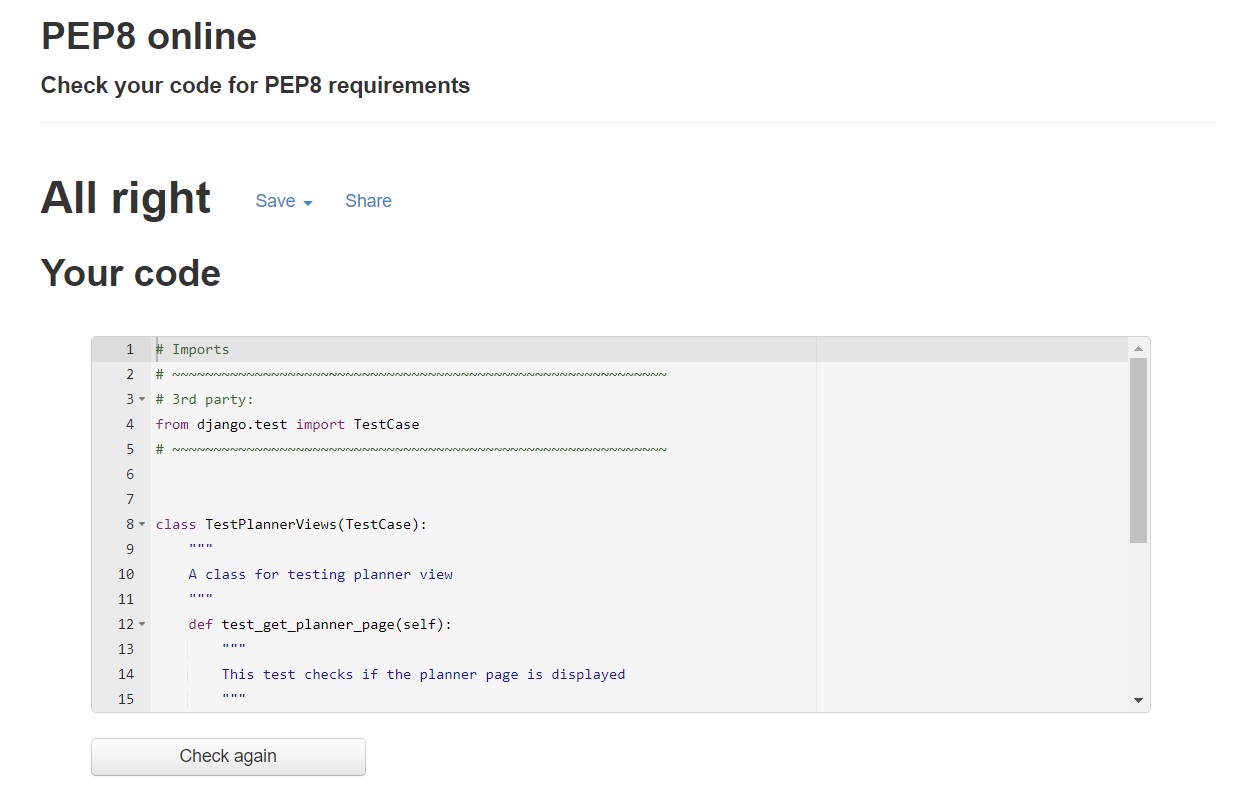 PEP8 online
Check your code for PEP8 requirements
All right Save Share
Your code
1 # Imports
2 # ~~~~~~~~~~~~~~~~~~~~~~~~~~~~~~~~~~~~~~~~~~~~~~~~~~~~~~~~~~~~
3 # 3rd party:
4 from django.test import TestCase
5 # ~~~~~~~~~~~~~~~~~~~~~~~~~~~~~~~~~~~~~~~~~~~~~~~~~~~~~~~~~~~~
6
7
8 class TestPlannerViews(TestCase):
9     """
10     A class for testing planner view
11     """
12     def test_get_planner_page(self):
13         """
14         This test checks if the planner page is displayed
15         """
Check again